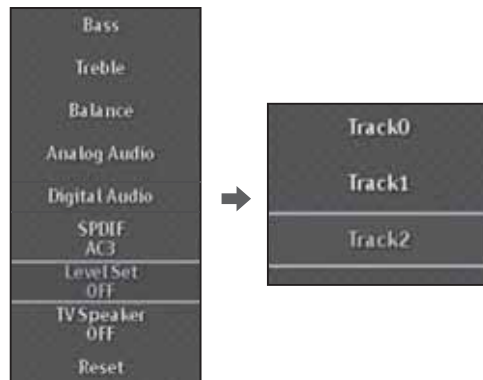 Bass
Treble
Balance
Analog Audio
Digital Audio
SPDIF
AC3
Level Set
OFF
TV Speaker
OFF
Reset
Track0
Track1
Track2